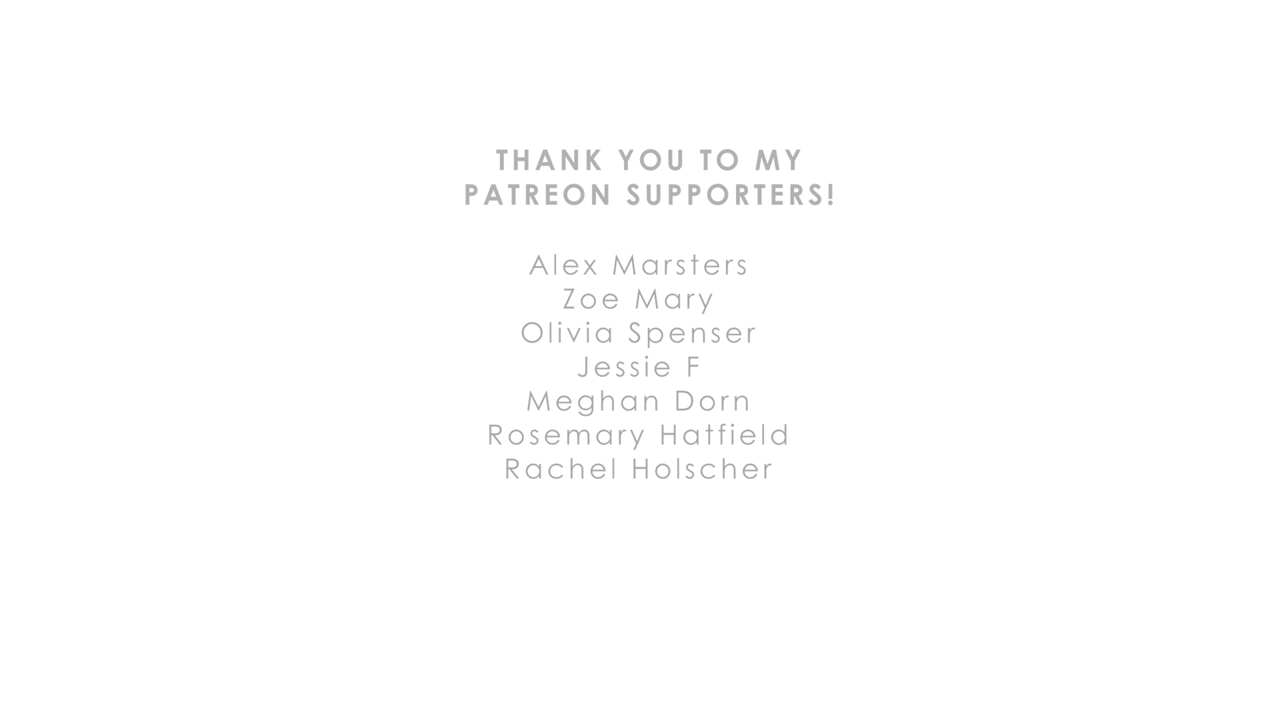 THANK YOU TO MY
PATREON SUPPORTERS!
Alex Marsters
Zoe Mary
Olivia Spenser
Jessie F
Meghan Dorn
Rosemary Hatfield
Rachel Holscher